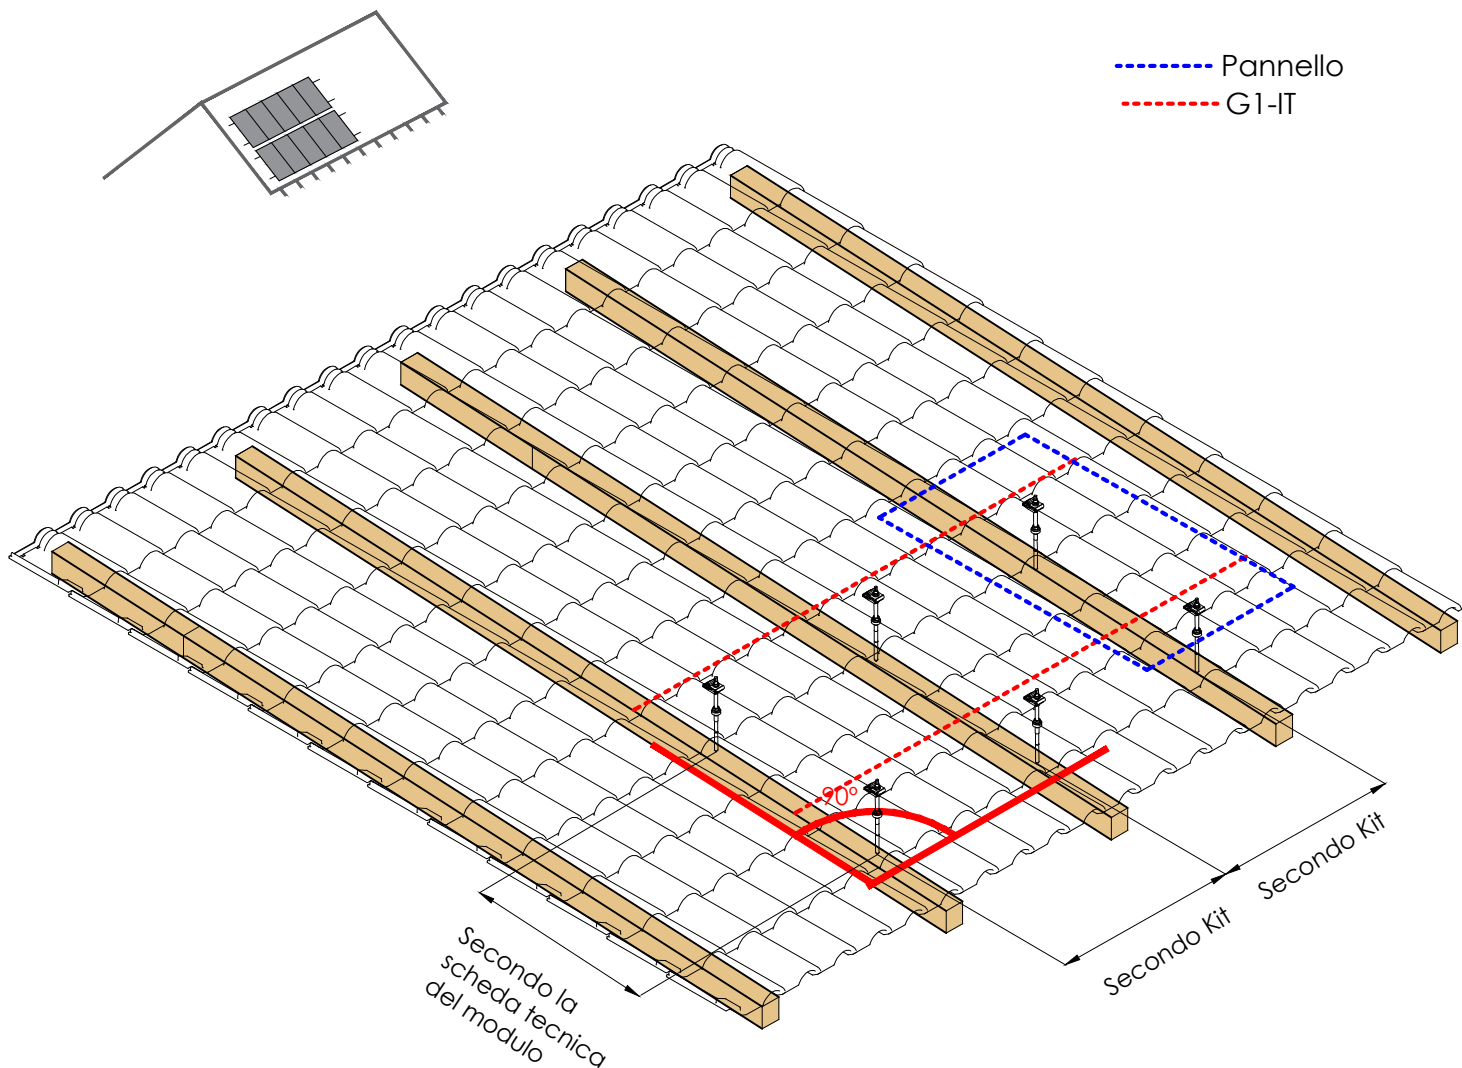 Pannello
G1-IT
90°
Secondo Kit
Secondo Kit
Secondo la
scheda tecnica
del modulo